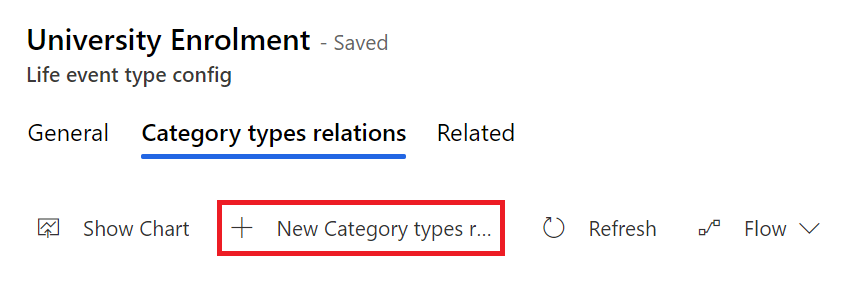 University Enrolment - Saved
Life event type config
General Category types relations Related
Show Chart New Category types r... Refresh Flow